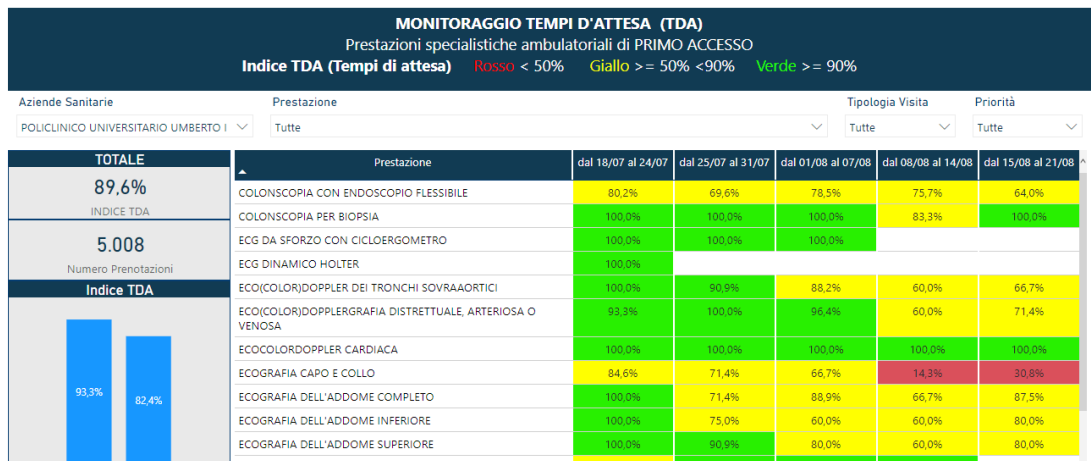 MONITORAGGIO TEMPI D'ATTESA (TDA)
Prestazioni specialistiche ambulatoriali di PRIMO ACCESSO
Indice TDA (Tempi di attesa) Rosso < 50% Giallo >= 50% <90% Verde >= 90%
Aziende Sanitarie Prestazione Tipologia Visita Priorità
POLICLINICO UNIVERSITARIO UMBERTO I Tutte Tutte Tutte
TOTALE
89,6%
INDICE TDA
5.008
Numero Prenotazioni
Indice TDA
93,3% 82,4%
Prestazione dal 18/07 al 24/07 dal 25/07 al 31/07 dal 01/08 al 07/08 dal 08/08 al 14/08 dal 15/08 al 21/08
COLONSCOPIA CON ENDOSCOPIO FLESSIBILE 80,2% 69,6% 78,5% 75,7% 64,0%
COLONSCOPIA PER BIOPSIA 100,0% 100,0% 100,0% 83,3% 100,0%
ECG DA SFORZO CON CICLOERGOMETRO 100,0% 100,0% 100,0%
ECG DINAMICO HOLTER 100,0%
ECO(COLOR)DOPPLER DEI TRONCHI SOVRAAORTICI 100,0% 90,9% 88,2% 60,0% 66,7%
ECO(COLOR)DOPPLERGRAFIA DISTRETTUALE, ARTERIOSA O
VENOSA 93,3% 100,0% 96,4% 60,0% 71,4%
ECOCOLORDOPPLER CARDIACA 100,0% 100,0% 100,0% 100,0% 100,0%
ECOGRAFIA CAPO E COLLO 84,6% 71,4% 66,7% 14,3% 30,8%
ECOGRAFIA DELL'ADDOME COMPLETO 100,0% 71,4% 88,9% 66,7% 87,5%
ECOGRAFIA DELL'ADDOME INFERIORE 100,0% 75,0% 60,0% 60,0% 80,0%
ECOGRAFIA DELL'ADDOME SUPERIORE 100,0% 90,9% 80,0% 60,0% 80,0%